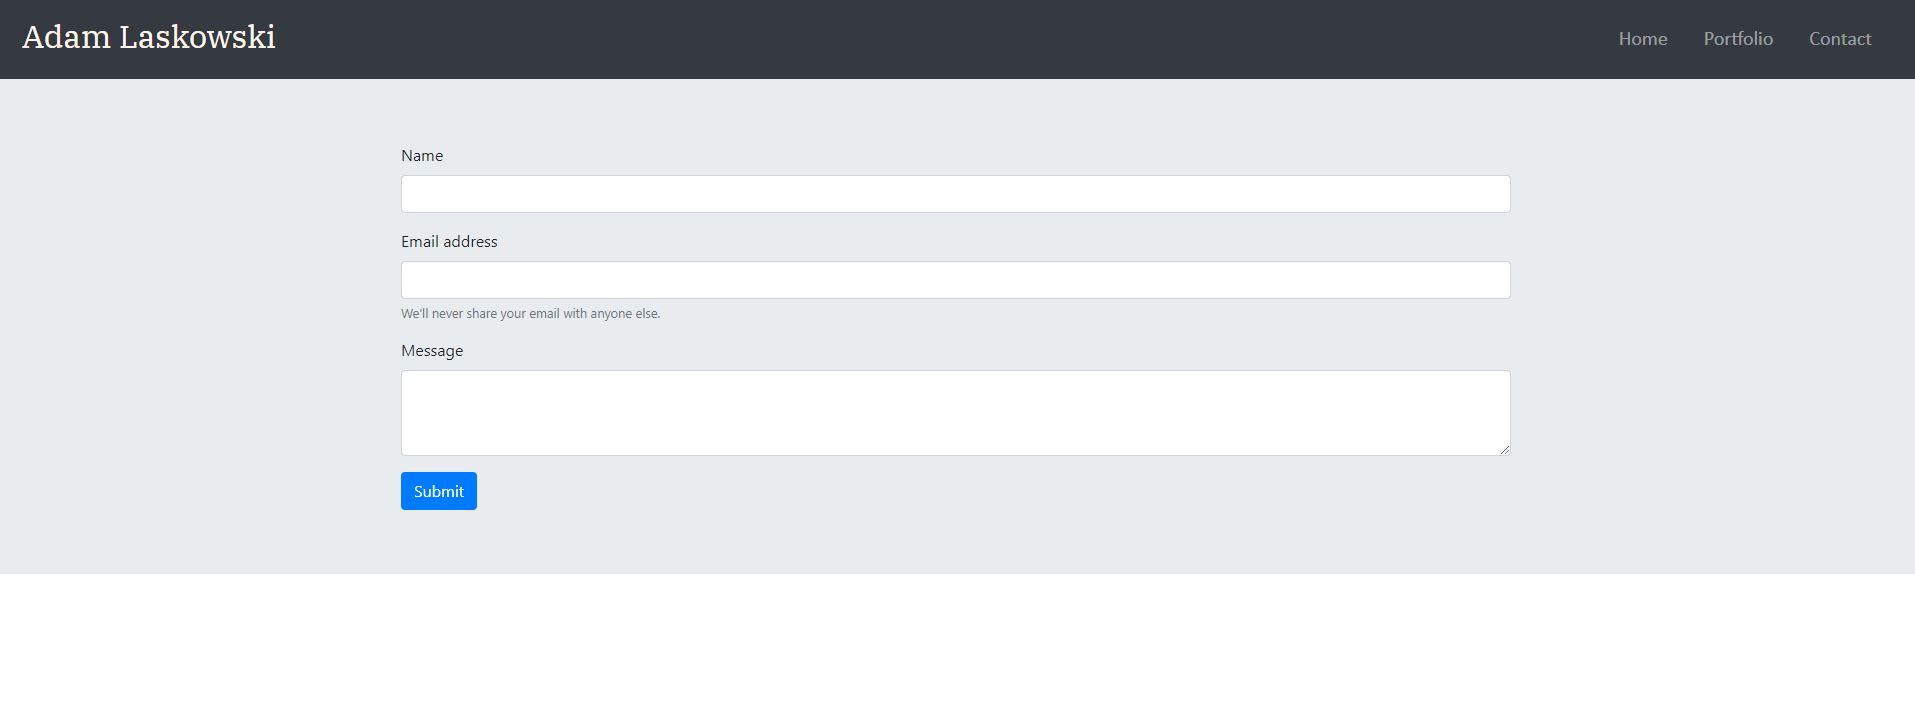 Adam Laskowski
Home Portfolio Contact
Name
Email address
We'll never share your email with anyone else.
Message
Submit